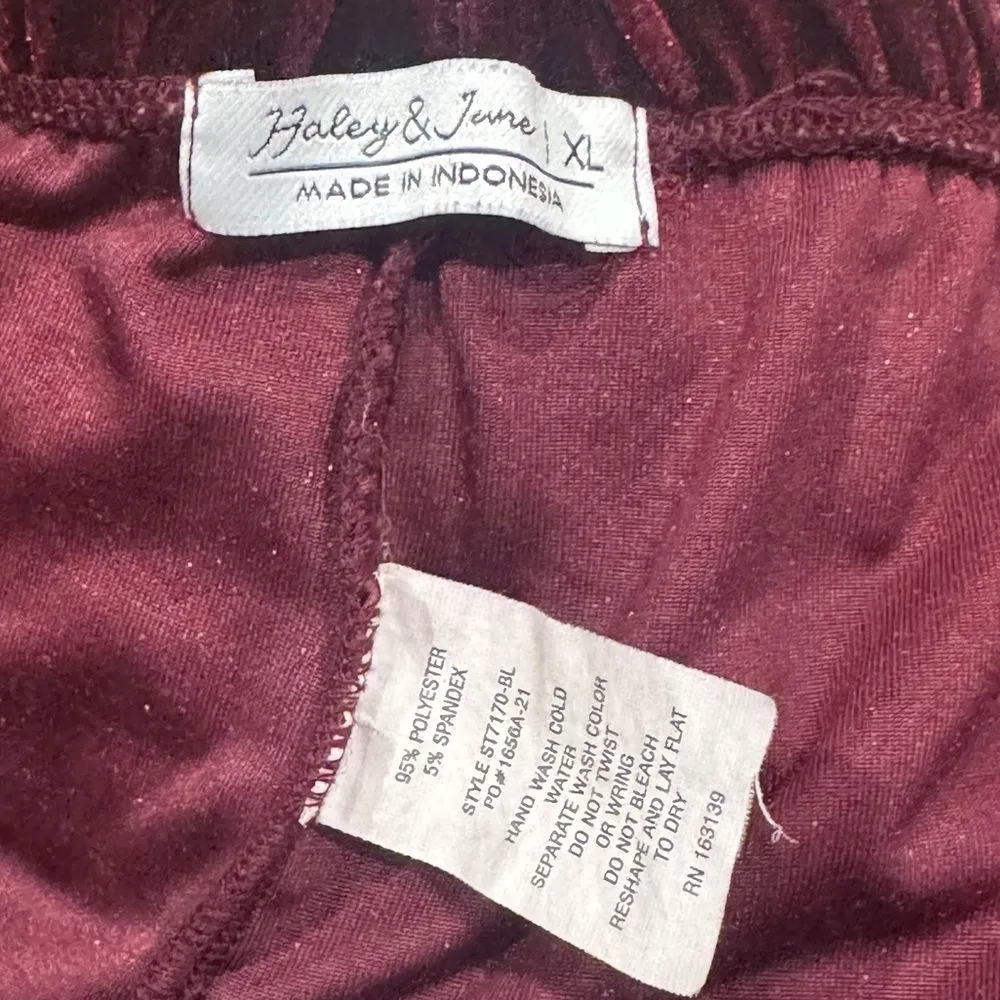 Haley & June | XL
MADE IN INDONESIA
95% POLYESTER
5% SPANDEX
STYLE ST7170-BL
PO#1656A-21
HAND WASH COLD
WATER
SEPARATE WASH COLOR
DO NOT TWIST
OR WRING
DO NOT BLEACH
RESHAPE AND LAY FLAT
TO DRY
RN 163139